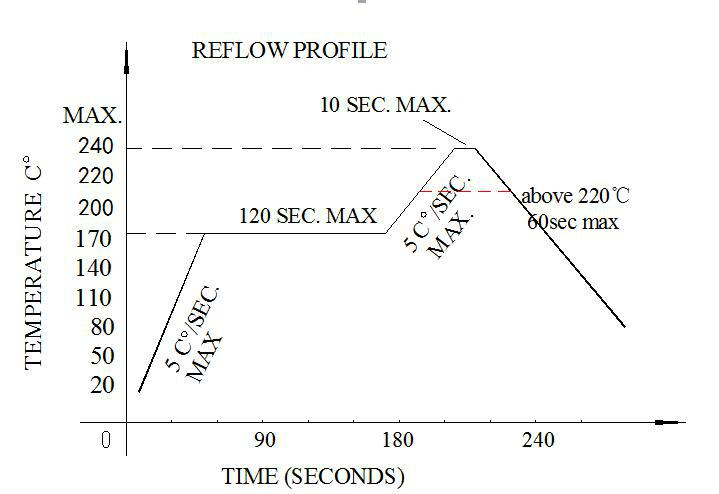 REFLOW PROFILE
10 SEC. MAX.
MAX.
240
220
200
170
140
110
80
50
20
0
TEMPERATURE C°
120 SEC. MAX
5 C°/SEC.
MAX
5 C°/SEC.
MAX.
above 220℃
60sec max
90
180
240
TIME (SECONDS)